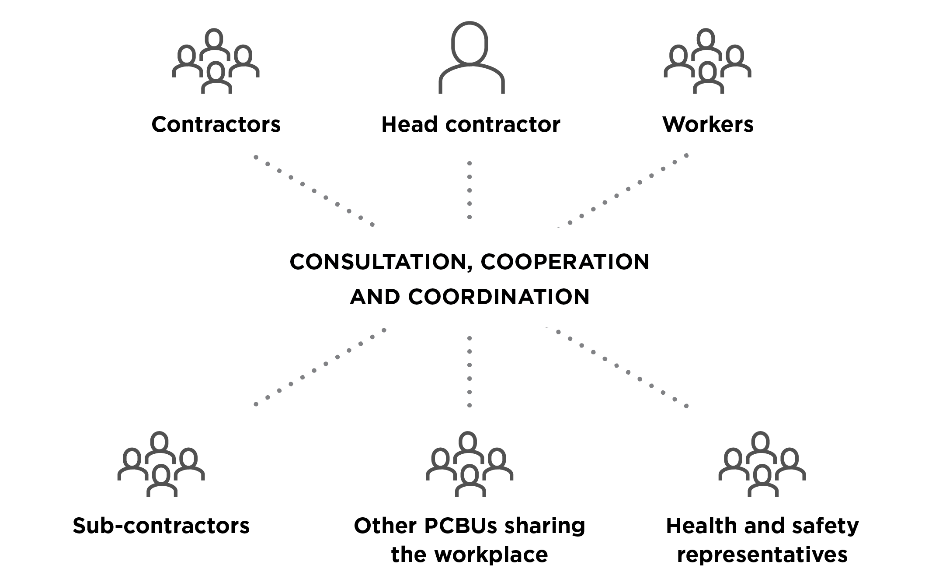 Contractors
Head contractor
Workers
CONSULTATION, COOPERATION
AND COORDINATION
Sub-contractors
Other PCBUs sharing
the workplace
Health and safety
representatives